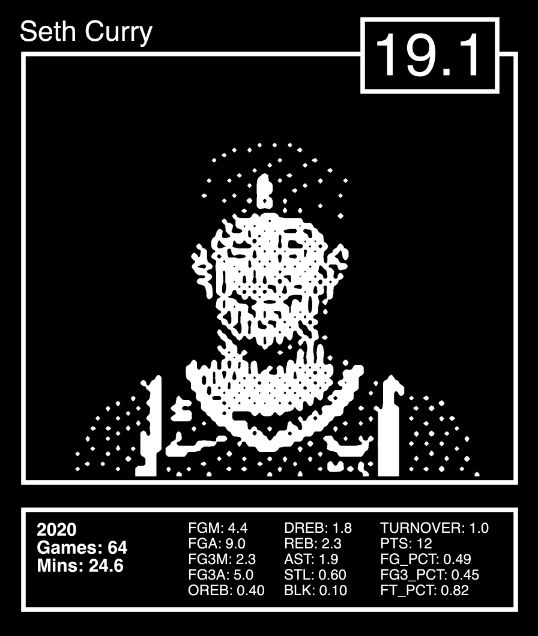 Seth Curry
19.1
2020
Games: 64
Mins: 24.6
FGM: 4.4
FGA: 9.0
FG3M: 2.3
FG3A: 5.0
OREB: 0.40
DREB: 1.8
REB: 2.3
AST: 1.9
STL: 0.60
BLK: 0.10
TURNOVER: 1.0
PTS: 12
FG_PCT: 0.49
FG3_PCT: 0.45
FT_PCT: 0.82